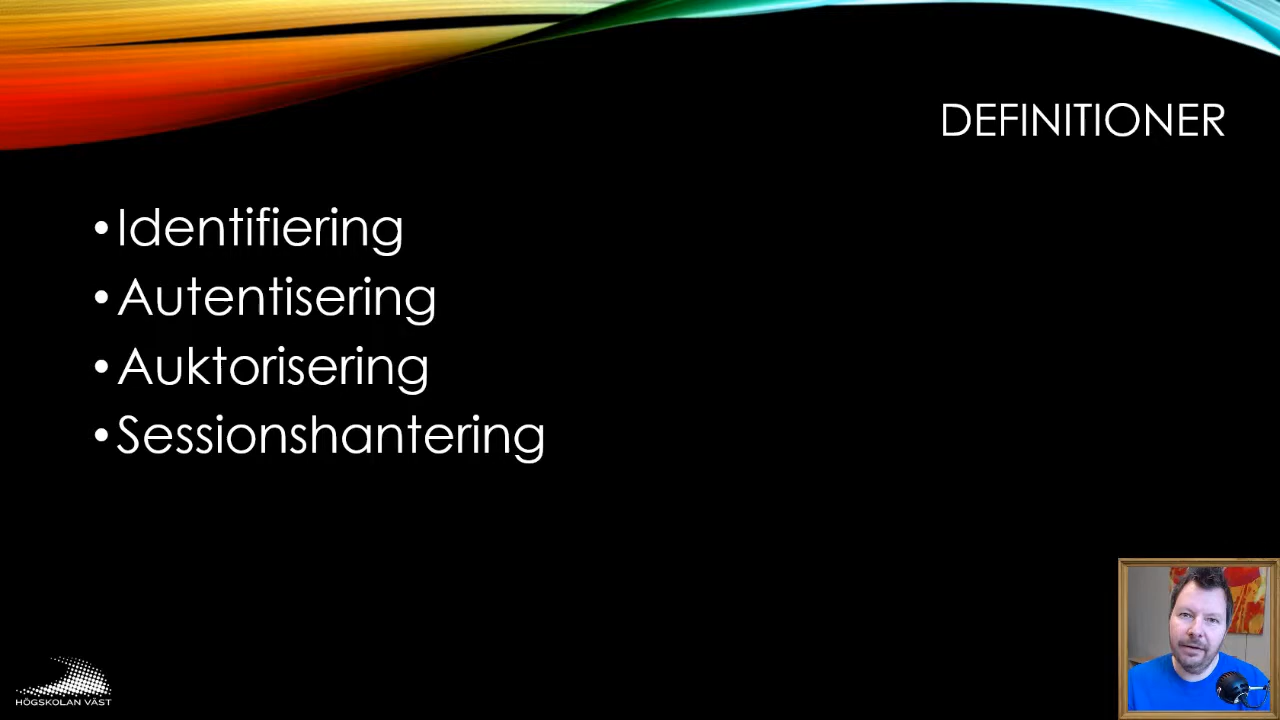 DEFINITIONER
•Identifiering
•Autentisering
•Auktorisering
•Sessionshantering
HÖGSKOLAN VÄST